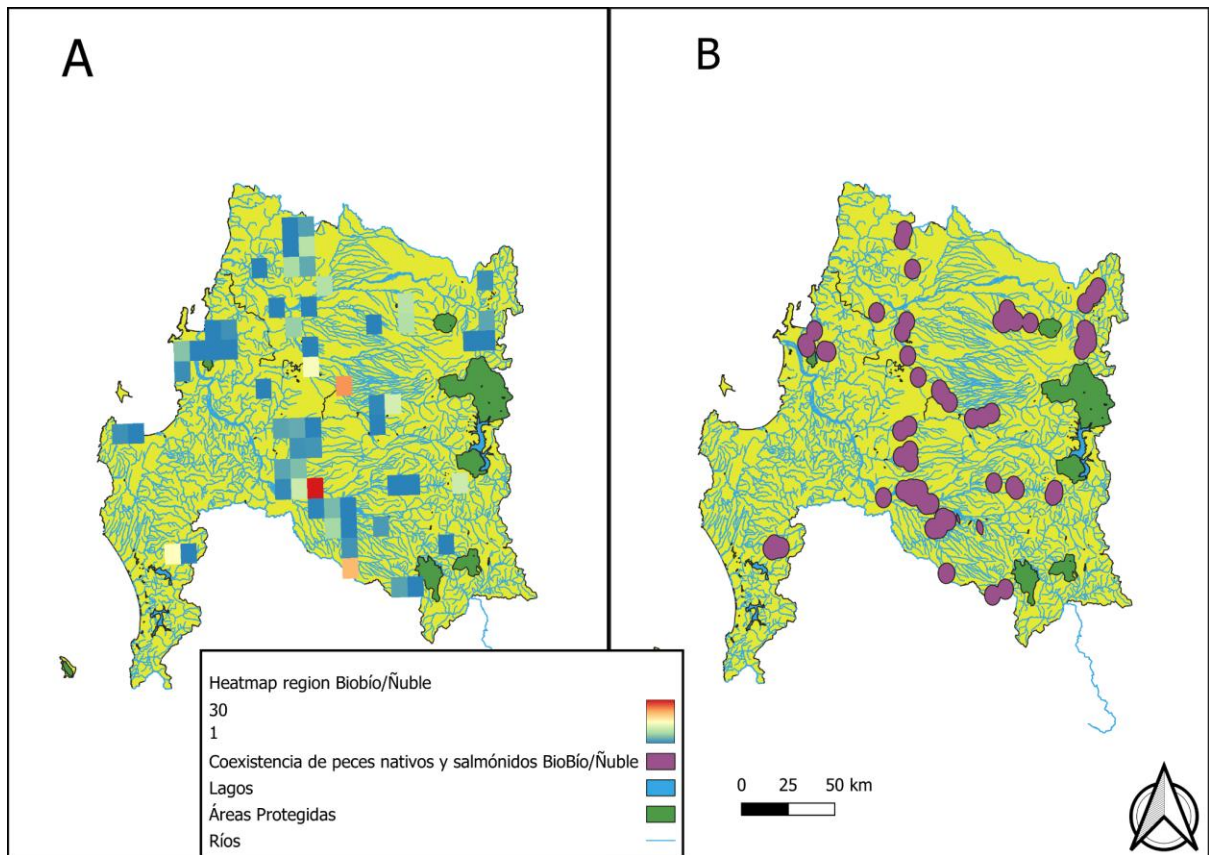 A
B
Heatmap region Biobío/Ñuble
30
1
Coexistencia de peces nativos y salmónidos BioBío/Ñuble
Lagos
Áreas Protegidas
Ríos
0 25 50 km